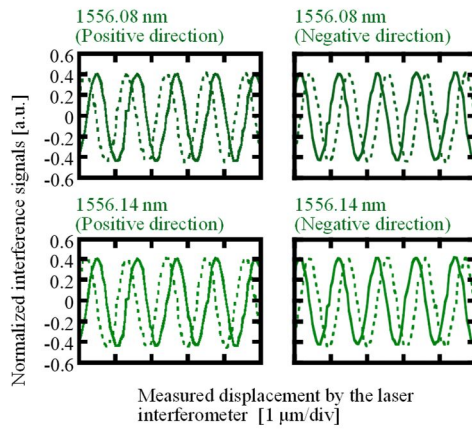 1556.08 nm
(Positive direction)
1556.08 nm
(Negative direction)
0.6
0.4
0.2
0
-0.2
-0.4
-0.6
1556.14 nm
(Positive direction)
1556.14 nm
(Negative direction)
0.6
0.4
0.2
0
-0.2
-0.4
-0.6
Normalized interference signals [a.u.]
Measured displacement by the laser
interferometer [1 μm/div]